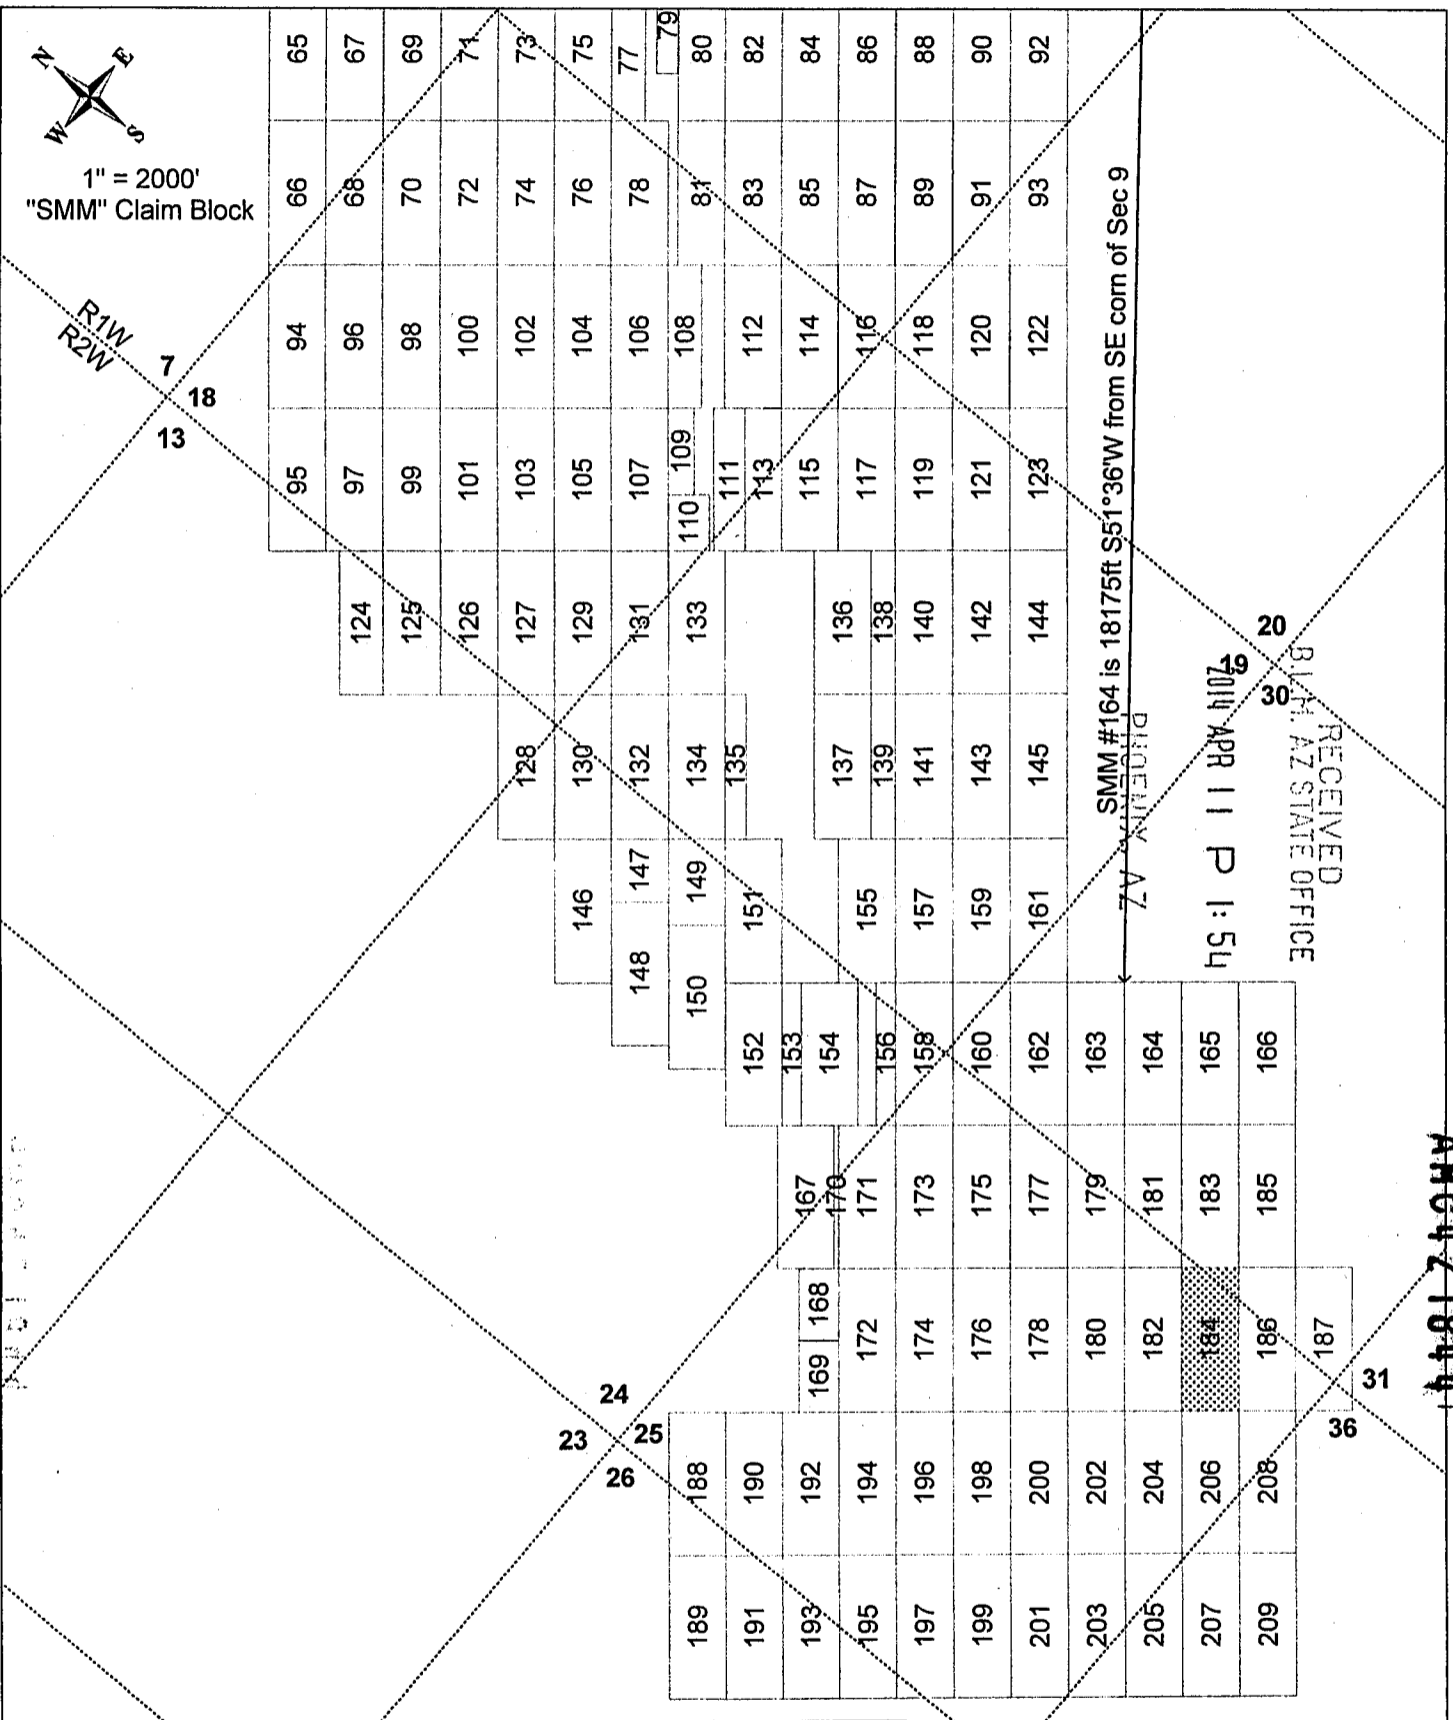 N E
W S
1" = 2000'
"SMM" Claim Block
65 67 69 71 73 75 77 79 80 82 84 86 88 90 92
66 68 70 72 74 76 78 81 83 85 87 89 91 93
R1W
R2W
7
18
13
94 96 98 100 102 104 106 108 112 114 116 118 120 122
95 97 99 101 103 105 107 109 110 111 113 115 117 119 121 123
124 125 126 127 129 131 133 136 138 140 142 144
128 130 132 134 135 137 139 141 143 145
146 147 149 151 155 157 159 161
148 150
152 153 154 156 158 160 162 163 164 165 166
167 170 171 173 175 177 179 181 183 185
168 169 172 174 176 178 180 182 184 186 187
188 190 192 194 196 198 200 202 204 206 208
189 191 193 195 197 199 201 203 205 207 209
SMM #164 is 18175ft S51°36'W from SE corn of Sec 9
20
19
30
RECEIVED
B.L.M. AZ STATE OFFICE
2014 APR 11 P 1:54
PHOENIX, AZ
24
23
25
26
31
36